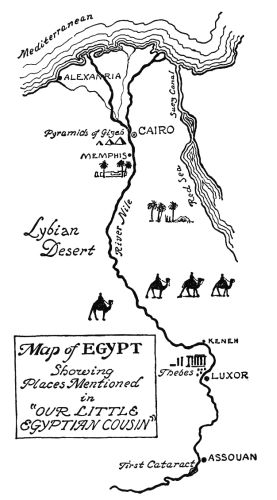 Mediterranean
ALEXANRIA
Suez Canal
Pyramids of Gizeh
CAIRO
MEMPHIS
Red Sea
River Nile
Lybian
Desert
KENEH
Thebes
LUXOR
Map of EGYPT
Showing
Places Mentioned
in
"OUR LITTLE
EGYPTIAN COUSIN"
First Cataract
ASSOUAN